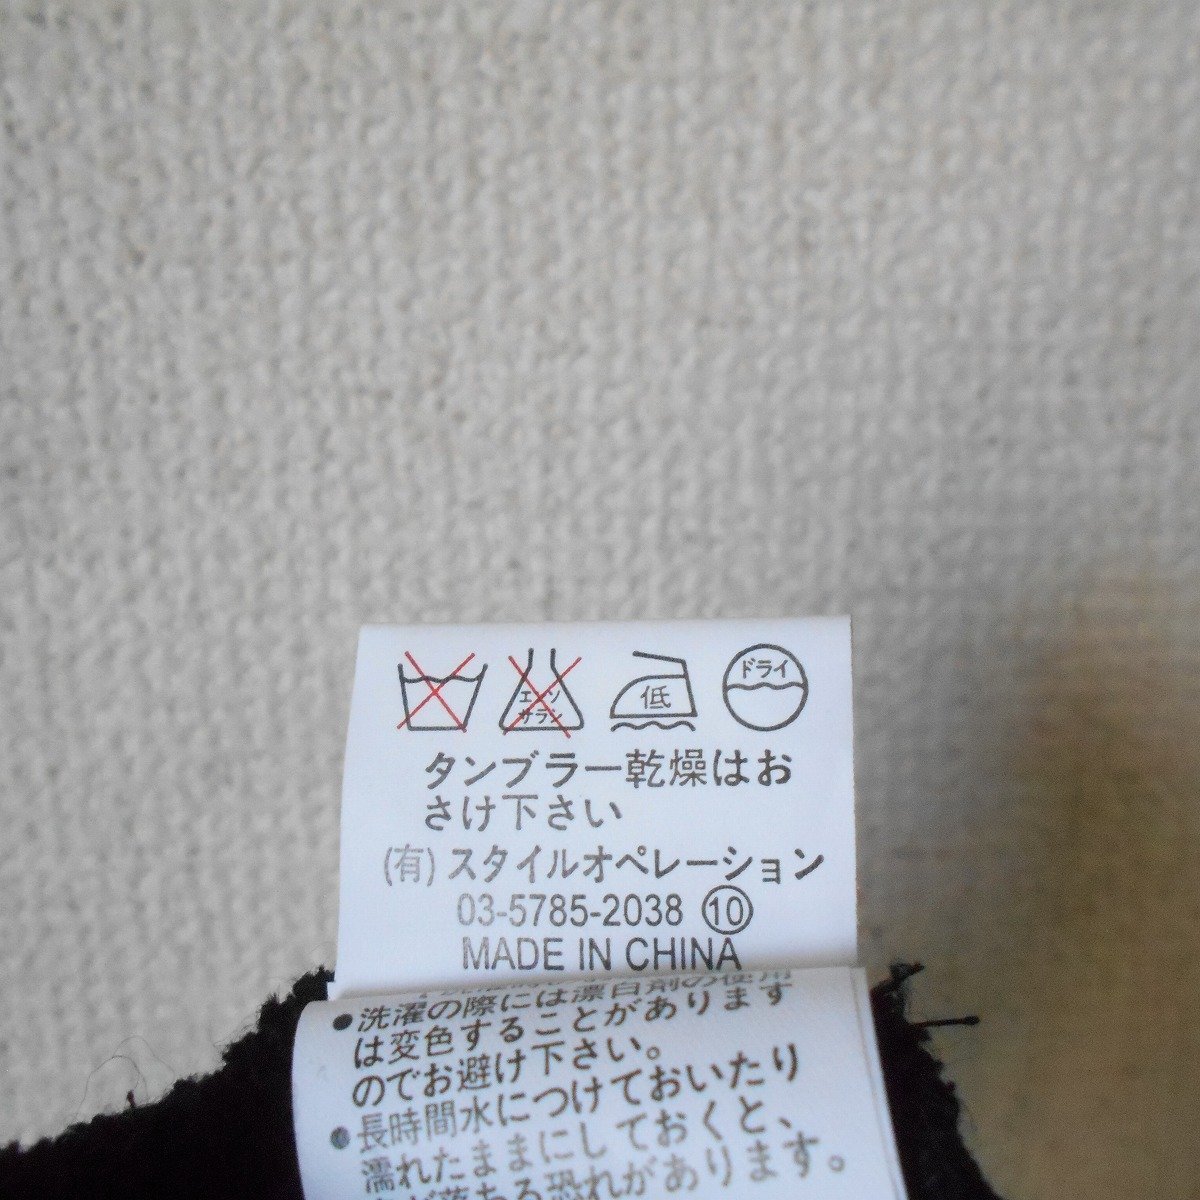 エンソ
サラシ
低
ドライ
タンブラー乾燥はお
さけ下さい
(有)スタイルオペレーション
03-5785-2038 ⑩
MADE IN CHINA
漂白剤の使用
●洗濯の際には
は変色することがあります
のでお避け下さい。
●長時間水につけておいたり
濡れたままにしておくと、
落ちる恐れがあります。